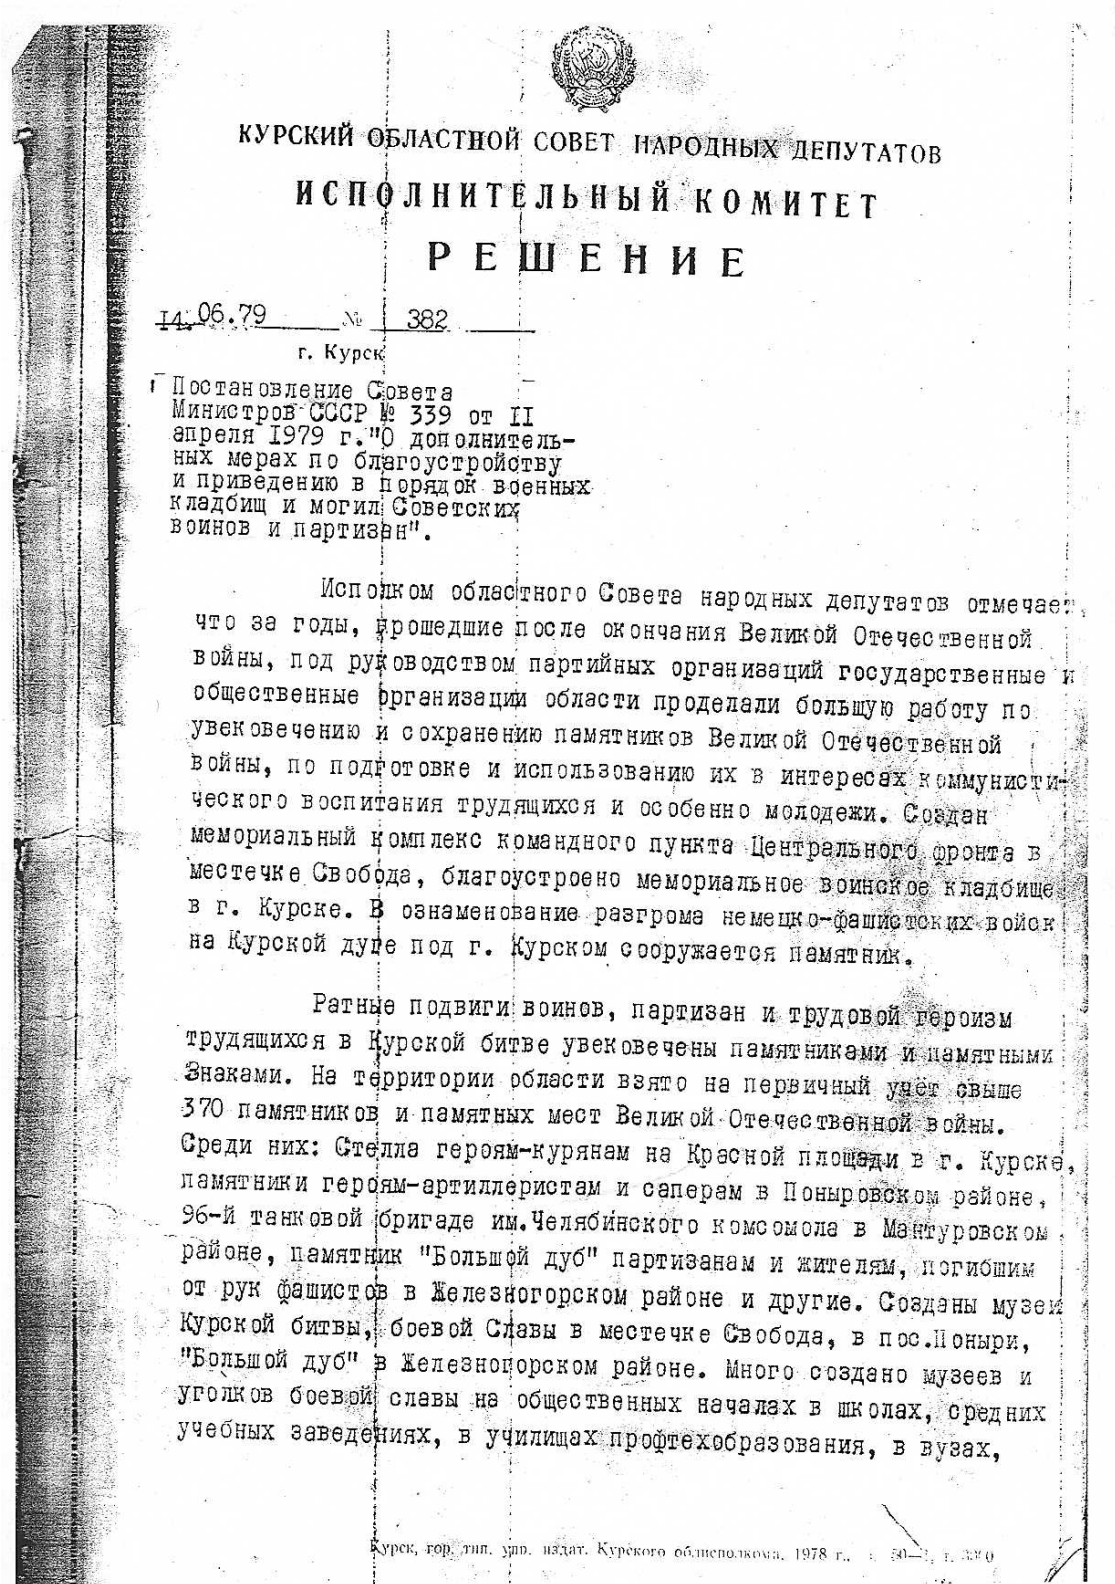 КУРСКИЙ ОБЛАСТНОЙ СОВЕТ НАРОДНЫХ ДЕПУТАТОВ
ИСПОЛНИТЕЛЬНЫЙ КОМИТЕТ
РЕШЕНИЕ
14.06.79 № 382
г. Курск
Постановление Совета
Министров СССР № 339 от II
апреля 1979 г."О дополнитель-
ных мерах по благоустройству
и приведению в порядок военных
кладбищ и могил Советских
воинов и партизан".
Исполком областного Совета народных депутатов отмечает,
что за годы, прошедшие после окончания Великой Отечественной
войны, под руководством партийных организаций государственные и
общественные организации области проделали большую работу по
увековечению и сохранению памятников Великой Отечественной
войны, по подготовке и использованию их в интересах коммунисти-
ческого воспитания трудящихся и особенно молодежи. Создан
мемориальный комплекс командного пункта Центрального фронта в
местечке Свобода, благоустроено мемориальное воинское кладбище
в г. Курске. В ознаменование разгрома немецко-фашистских войск
на Курской дуге под г. Курском сооружается памятник.
Ратные подвиги воинов, партизан и трудовой героизм
трудящихся в Курской битве увековечены памятниками и памятными
Знаками. На территории области взято на первичный учет свыше
370 памятников и памятных мест Великой Отечественной войны.
Среди них: Стелла героям-курянам на Красной площади в г. Курске,
памятники героям-артиллеристам и саперам в Поныровском районе,
96-й танковой бригаде им.Челябинского комсомола в Мантуровском
районе, памятник "Большой дуб" партизанам и жителям, погибшим
от рук фашистов в Железногорском районе и другие. Созданы музеи
Курской битвы, боевой Славы в местечке Свобода, в пос.Поныри,
"Большой дуб" в Железногорском районе. Много создано музеев и
уголков боевой славы на общественных началах в школах, средних
учебных заведениях, в училищах профтехобразования, в вузах,
Курск, гор. тип. упр. издат. Курского облисполкома, 1978 г.,